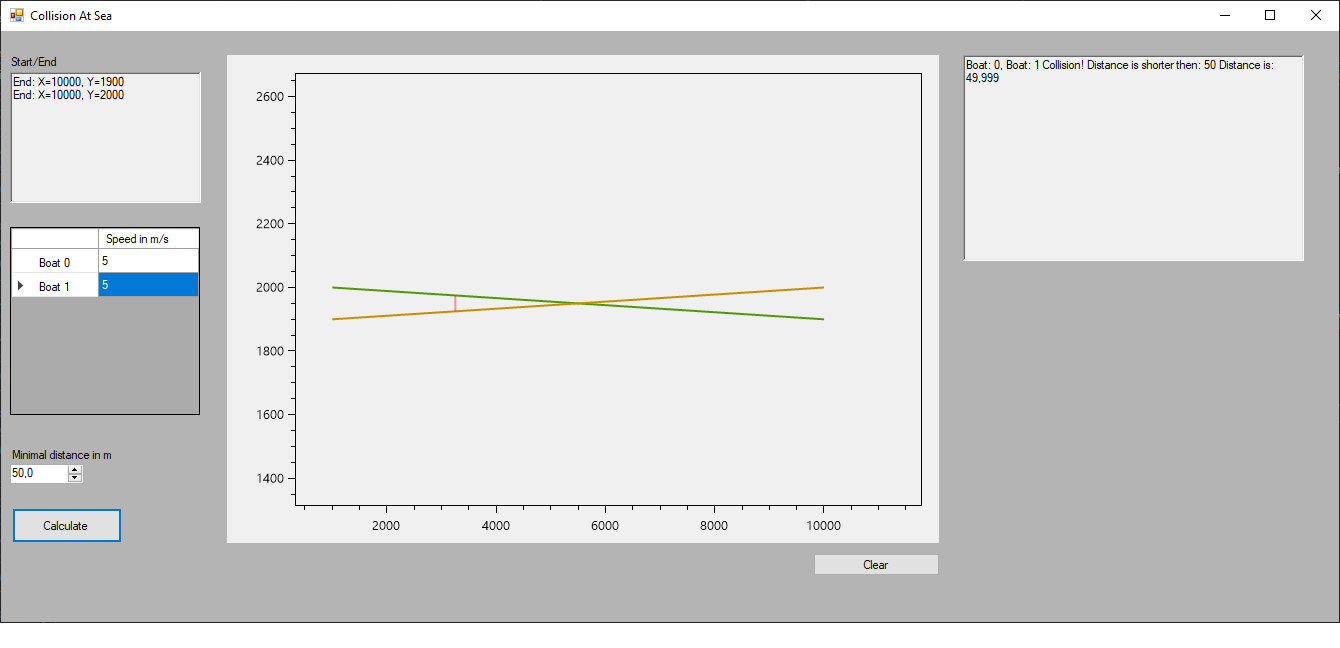 Collision At Sea
Start/End
End: X=10000, Y=1900
End: X=10000, Y=2000
Speed in m/s
Boat 0 5
Boat 1 5
Minimal distance in m
50,0
Calculate
2600
2400
2200
2000
1800
1600
1400
2000 4000 6000 8000 10000
Clear
Boat: 0, Boat: 1 Collision! Distance is shorter then: 50 Distance is:
49,999